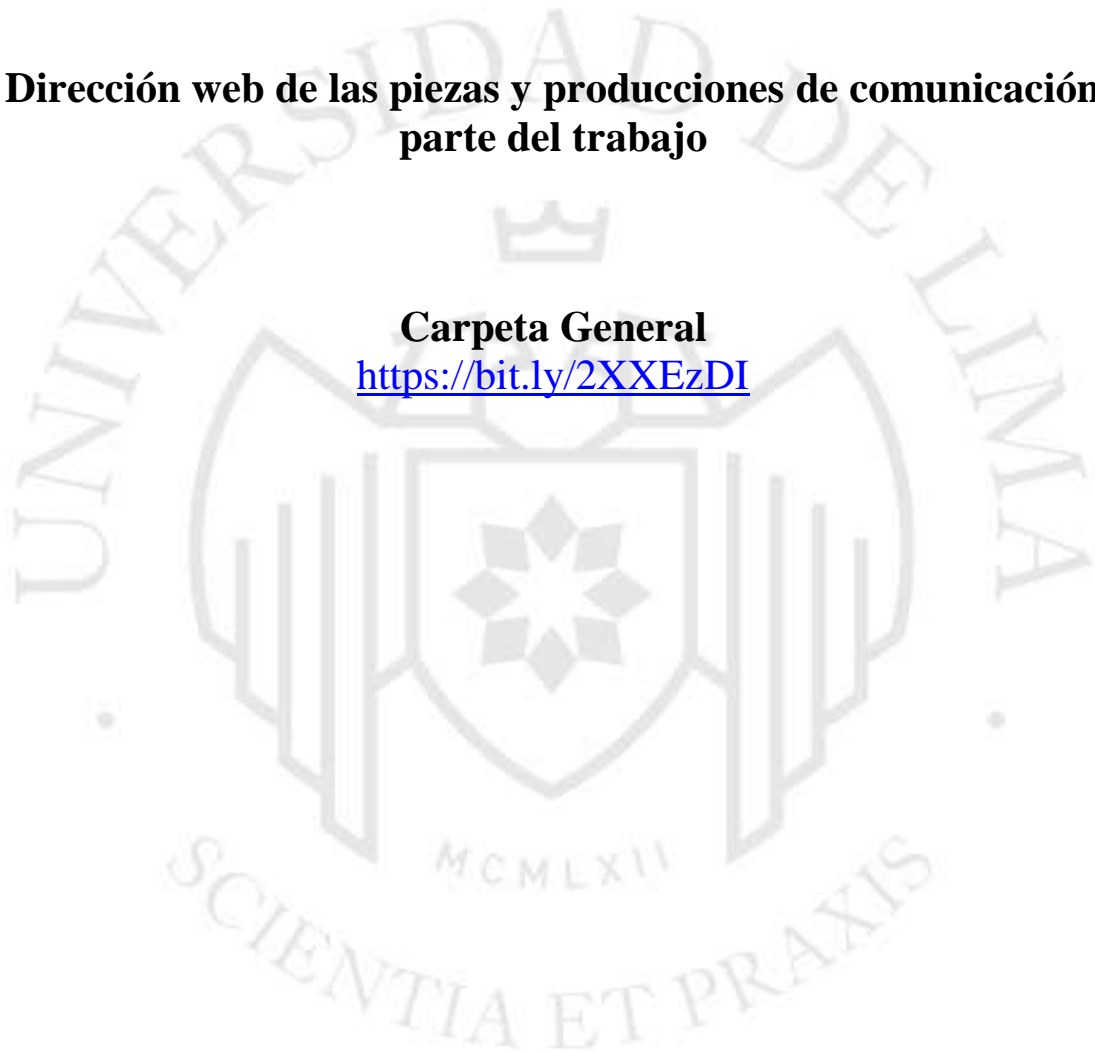 Dirección web de las piezas y producciones de comunicación
parte del trabajo
Carpeta General
https://bit.ly/2XXEzDI
UNIVERSIDAD DE LIMA
MCMLXII
SCIENTIA ET PRAXIS